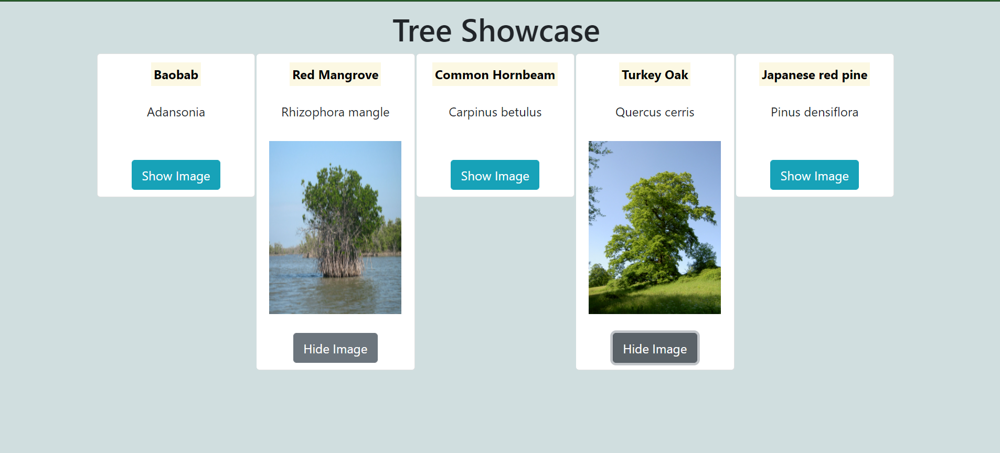 Tree Showcase
Baobab
Adansonia
Show Image
Red Mangrove
Rhizophora mangle
Hide Image
Common Hornbeam
Carpinus betulus
Show Image
Turkey Oak
Quercus cerris
Hide Image
Japanese red pine
Pinus densiflora
Show Image